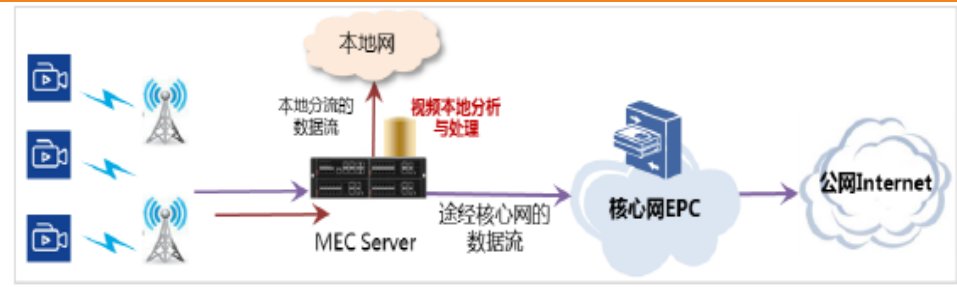 本地网
本地分流的
数据流
视频本地分析
与处理
MEC Server
途经核心网的
数据流
核心网EPC
公网Internet